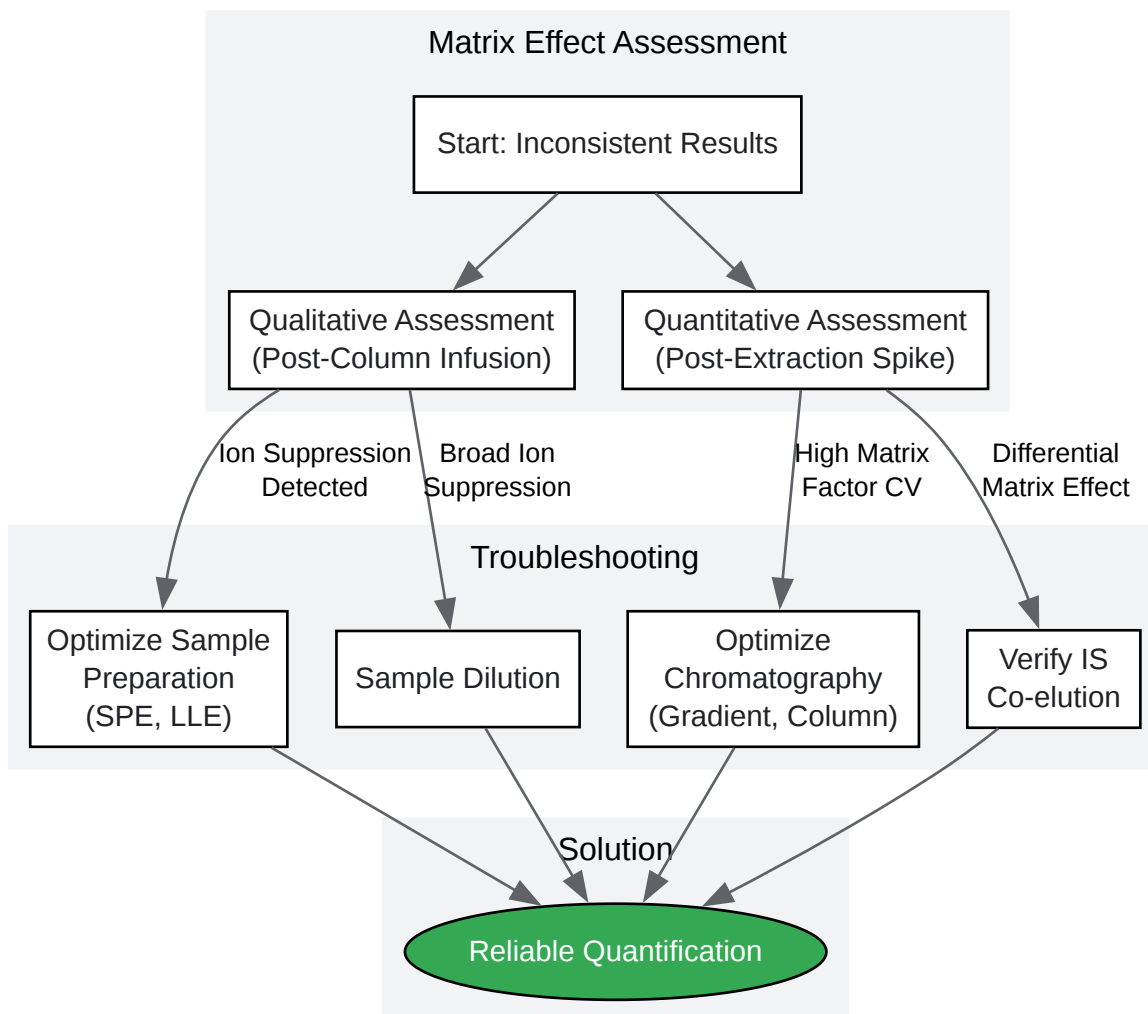 Matrix Effect Assessment
Start: Inconsistent Results
Qualitative Assessment
(Post-Column Infusion)
Quantitative Assessment
(Post-Extraction Spike)
Ion Suppression
Detected
Broad Ion
Suppression
High Matrix
Factor CV
Differential
Matrix Effect
Troubleshooting
Optimize Sample
Preparation
(SPE, LLE)
Sample Dilution
Optimize
Chromatography
(Gradient, Column)
Verify IS
Co-elution
Solution
Reliable Quantification